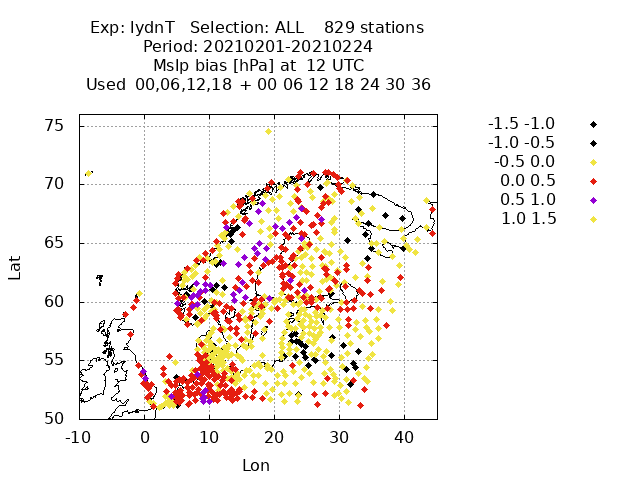 Exp: IydnT   Selection: ALL    829 stations
Period: 20210201-20210224
Mslp bias [hPa] at  12 UTC
Used  00,06,12,18  + 00 06 12 18 24 30 36
-1.5 -1.0
-1.0 -0.5
-0.5 0.0
0.0 0.5
0.5 1.0
1.0 1.5
75
70
65
60
55
50
Lat
-10 0 10 20 30 40
Lon